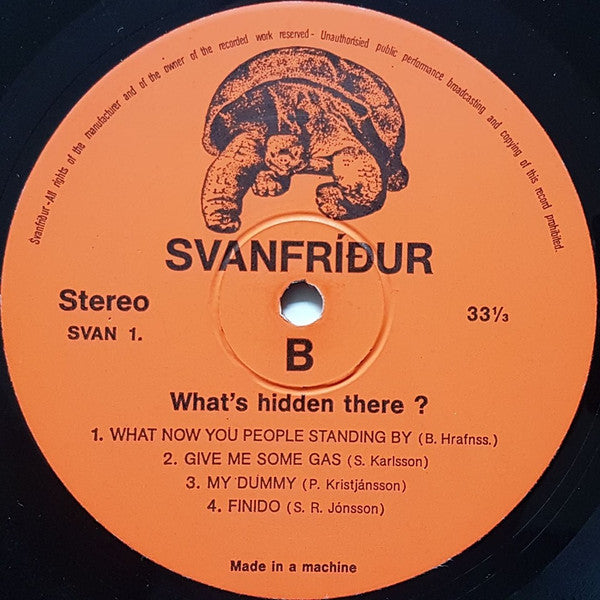 Svanfríður - All rights of the manufacturer and of the owner of the recorded work reserved - Unauthorisied public performance broadcasting and copying of this record prohibited.
SVANFRÍÐUR
Stereo
SVAN 1.
33⅓
B
What's hidden there ?
1. WHAT NOW YOU PEOPLE STANDING BY (B. Hrafnss.)
2. GIVE ME SOME GAS (S. Karlsson)
3. MY DUMMY (P. Kristjánsson)
4. FINIDO (S. R. Jónsson)
Made in a machine